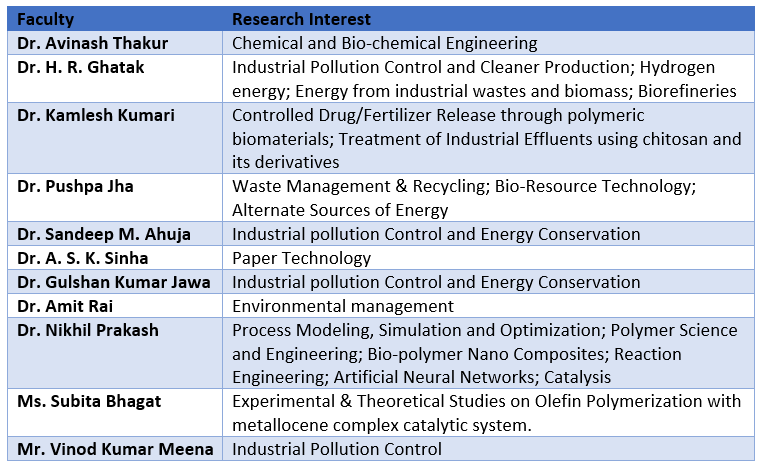 Faculty Research Interest
Dr. Avinash Thakur Chemical and Bio-chemical Engineering
Dr. H. R. Ghatak Industrial Pollution Control and Cleaner Production; Hydrogen
energy; Energy from industrial wastes and biomass; Biorefineries
Dr. Kamlesh Kumari Controlled Drug/Fertilizer Release through polymeric
biomaterials; Treatment of Industrial Effluents using chitosan and
its derivatives
Dr. Pushpa Jha Waste Management & Recycling; Bio-Resource Technology;
Alternate Sources of Energy
Dr. Sandeep M. Ahuja Industrial pollution Control and Energy Conservation
Dr. A. S. K. Sinha Paper Technology
Dr. Gulshan Kumar Jawa Industrial pollution Control and Energy Conservation
Dr. Amit Rai Environmental management
Dr. Nikhil Prakash Process Modeling, Simulation and Optimization; Polymer Science
and Engineering; Bio-polymer Nano Composites; Reaction
Engineering; Artificial Neural Networks; Catalysis
Ms. Subita Bhagat Experimental & Theoretical Studies on Olefin Polymerization with
metallocene complex catalytic system.
Mr. Vinod Kumar Meena Industrial Pollution Control